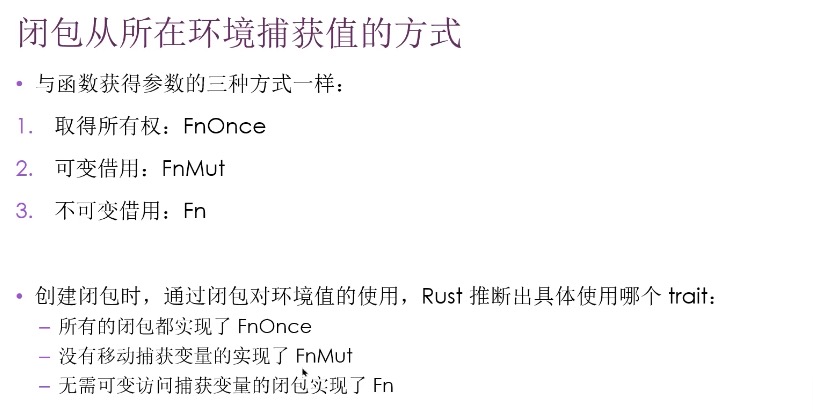 闭包从所在环境捕获值的方式
• 与函数获得参数的三种方式一样：
1. 取得所有权：FnOnce
2. 可变借用：FnMut
3. 不可变借用：Fn
• 创建闭包时，通过闭包对环境值的使用，Rust 推断出具体使用哪个 trait：
– 所有的闭包都实现了 FnOnce
– 没有移动捕获变量的实现了 FnMut
– 无需可变访问捕获变量的闭包实现了 Fn